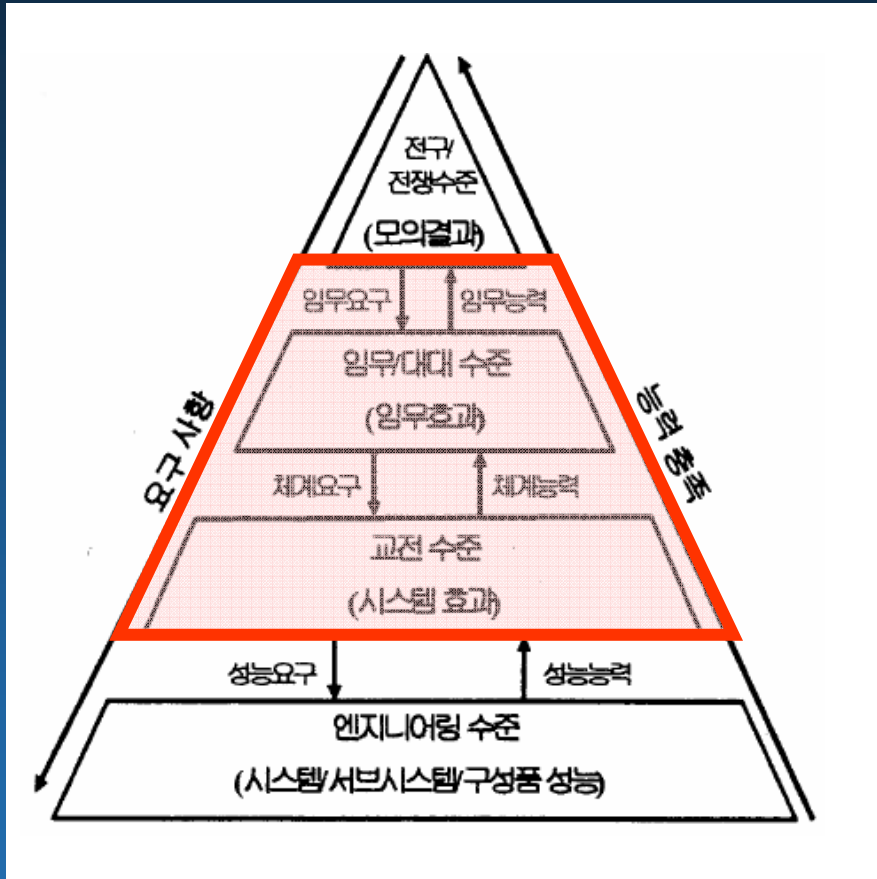 전구/
전쟁수준
(모의결과)
임무요구
임무능력
임무/대대 수준
(임무효과)
요구 사항
능력 충족
체계요구
체계능력
교전 수준
(시스템 효과)
성능요구
성능능력
엔지니어링 수준
(시스템/서브시스템/구성품 성능)